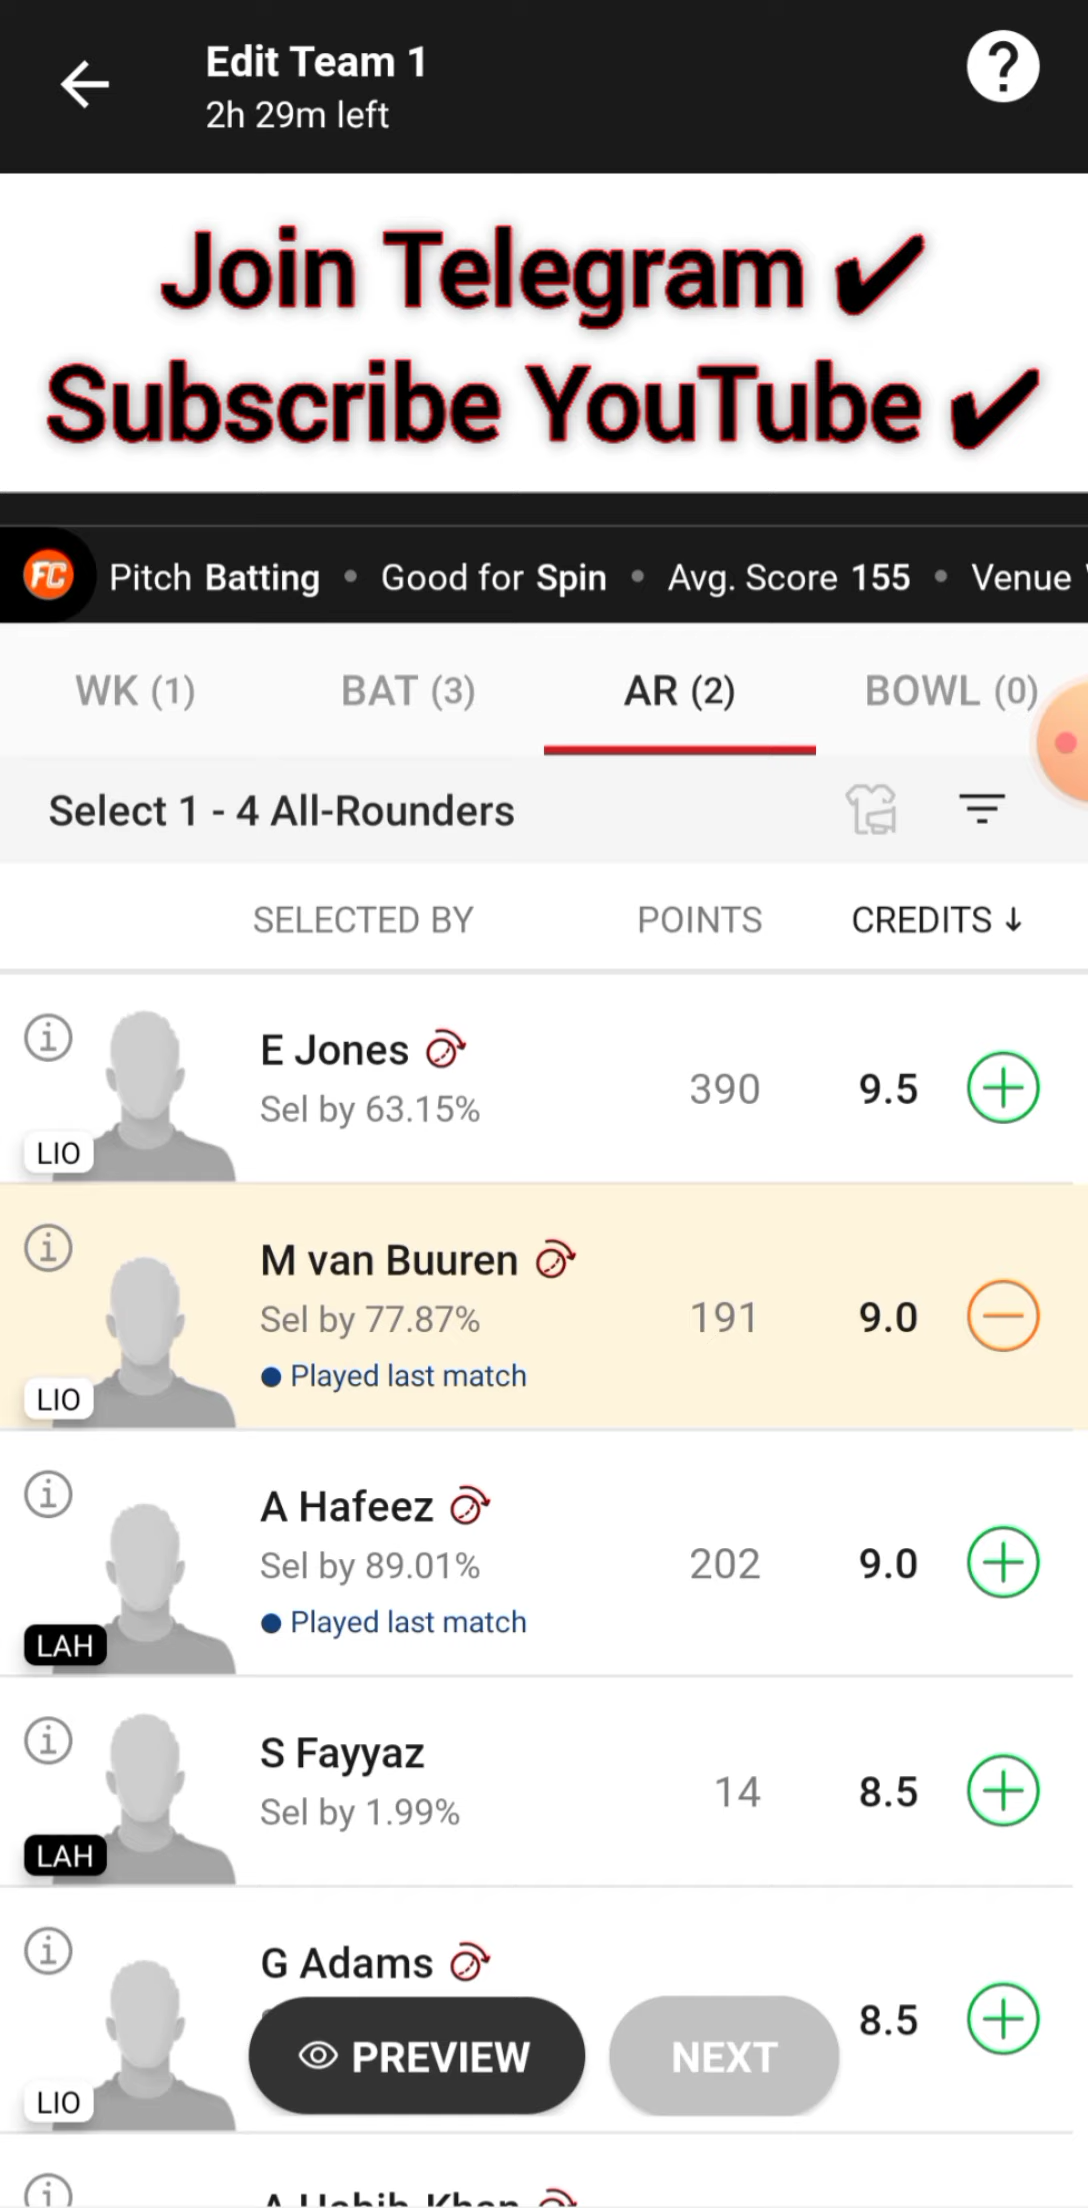 Edit Team 1
2h 29m left
?
Join Telegram ✔
Subscribe YouTube ✔
FC Pitch Batting • Good for Spin • Avg. Score 155 • Venue
WK (1) BAT (3) AR (2) BOWL (0)
Select 1 - 4 All-Rounders
SELECTED BY POINTS CREDITS ↓
E Jones
Sel by 63.15% 390 9.5
LIO
M van Buuren
Sel by 77.87% 191 9.0
Played last match
LIO
A Hafeez
Sel by 89.01% 202 9.0
Played last match
LAH
S Fayyaz
Sel by 1.99% 14 8.5
LAH
G Adams
8.5
PREVIEW NEXT
LIO
A Habib Khan